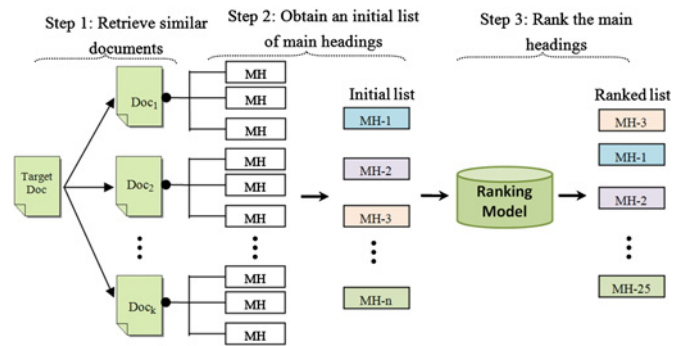 Step 1: Retrieve similar
documents
Step 2: Obtain an initial list
of main headings
Step 3: Rank the main
headings
Target
Doc
Doc1
Doc2
Dock
MH
MH
MH
MH
MH
MH
MH
MH
MH
Initial list
MH-1
MH-2
MH-3
MH-n
Ranking
Model
Ranked list
MH-3
MH-1
MH-2
MH-25